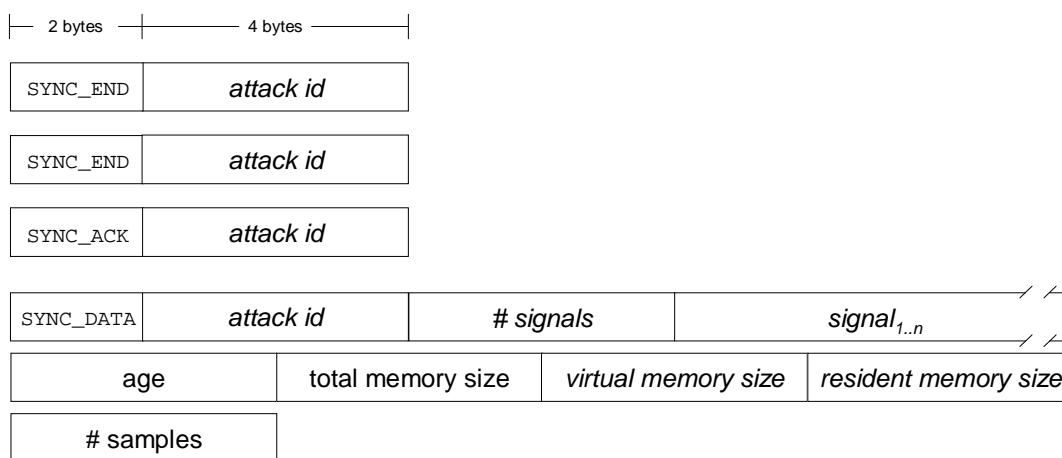 2 bytes 4 bytes
SYNC_END attack id
SYNC_END attack id
SYNC_ACK attack id
SYNC_DATA attack id # signals signal1..n
age total memory size virtual memory size resident memory size
# samples